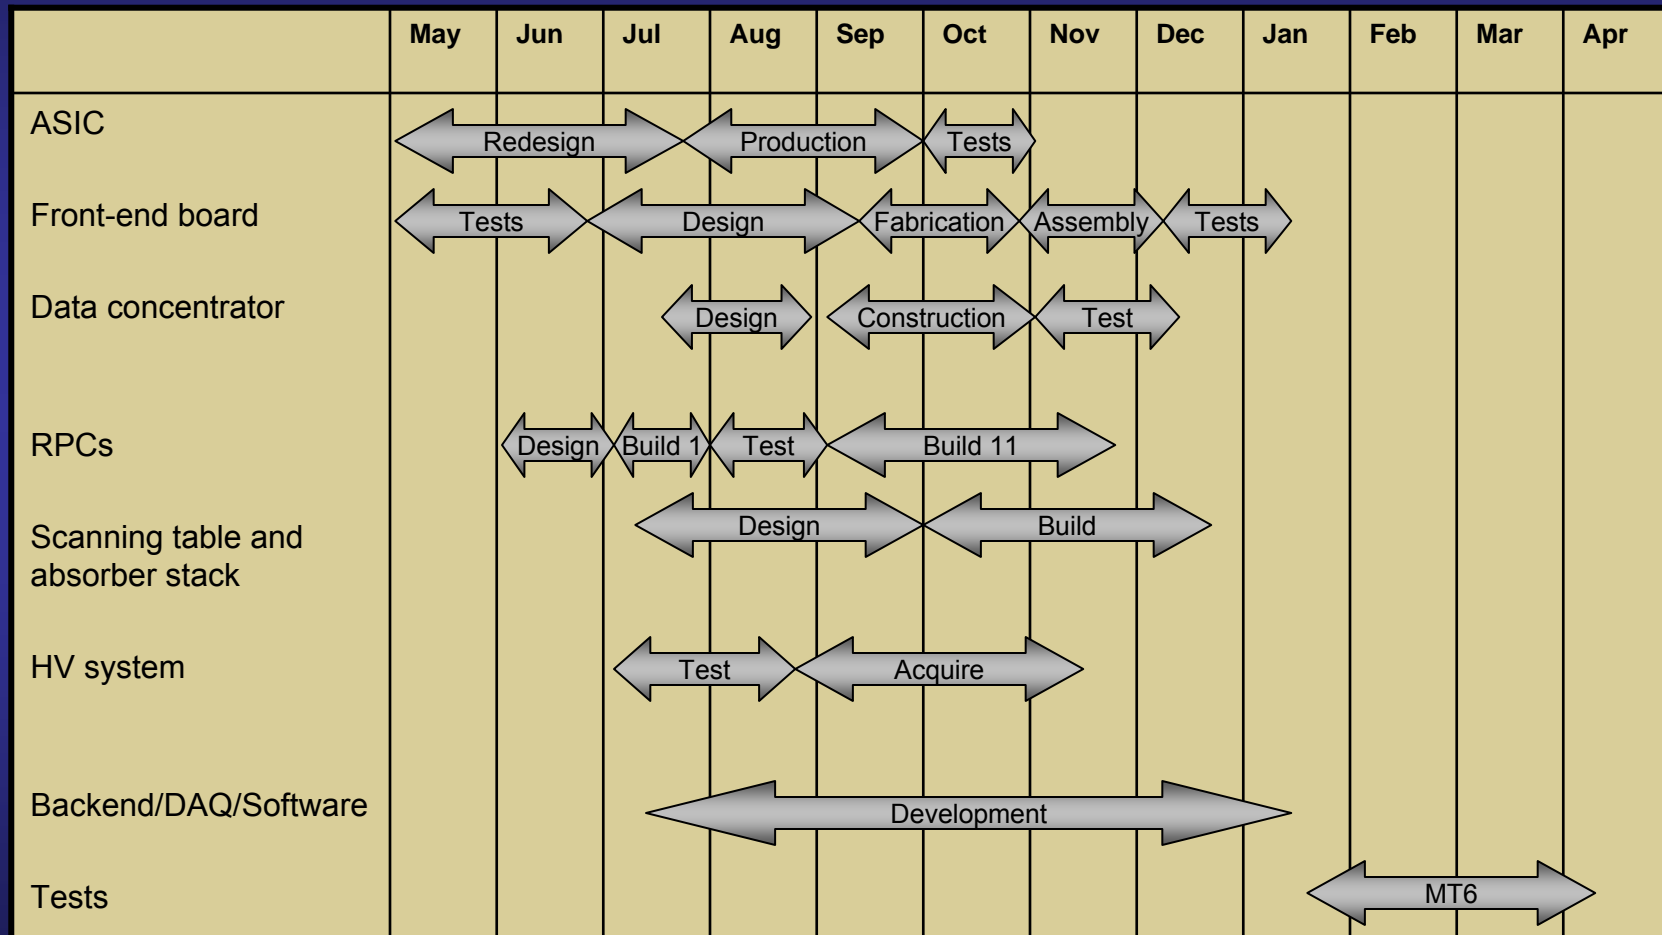 May Jun Jul Aug Sep Oct Nov Dec Jan Feb Mar Apr
ASIC
Redesign Production Tests
Front-end board
Tests Design Fabrication Assembly Tests
Data concentrator
Design Construction Test
RPCs
Design Build 1 Test Build 11
Scanning table and
absorber stack
Design Build
HV system
Test Acquire
Backend/DAQ/Software
Development
Tests
MT6